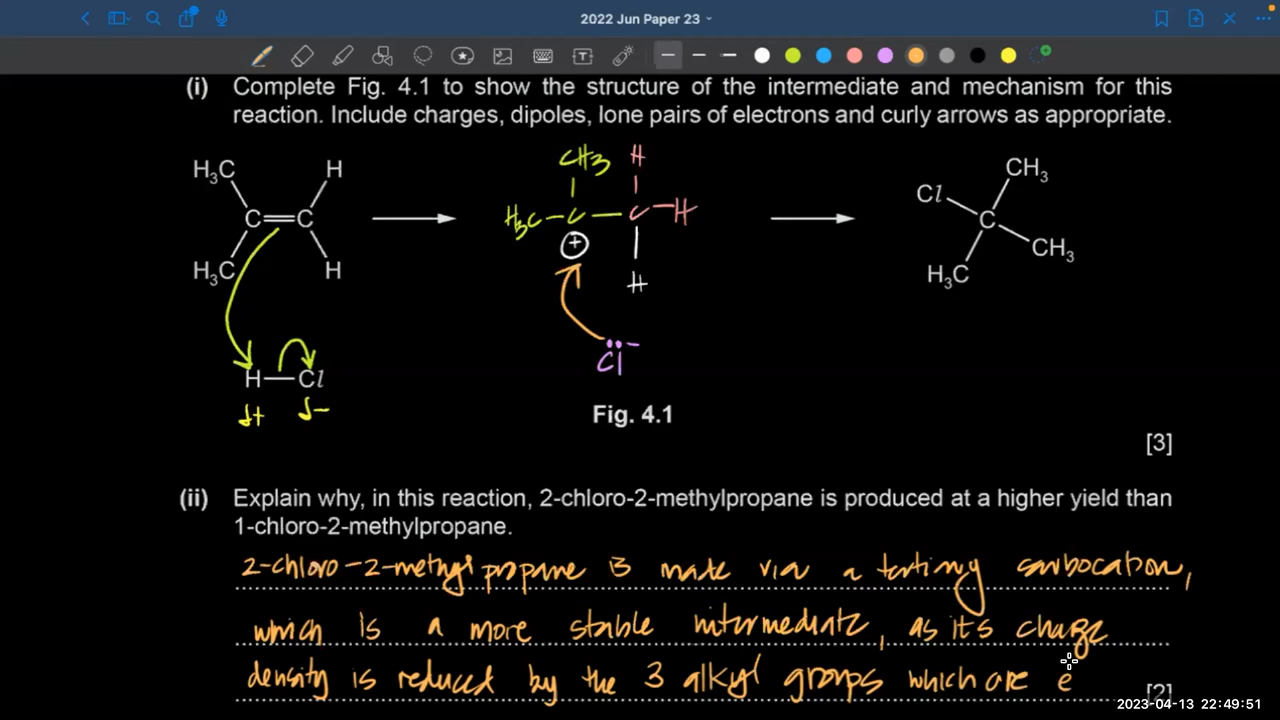 2022 Jun Paper 23
(i) Complete Fig. 4.1 to show the structure of the intermediate and mechanism for this
reaction. Include charges, dipoles, lone pairs of electrons and curly arrows as appropriate.
H₃C H
C=C
H₃C H
H—Cl
δ+ δ−
CH3 H
H3C—C—C—H
+ H
Cl −
CH₃
Cl
C
CH₃
H₃C
Fig. 4.1
[3]
(ii) Explain why, in this reaction, 2-chloro-2-methylpropane is produced at a higher yield than
1-chloro-2-methylpropane.
2-chloro-2-methylpropane is made via a tertiary carbocation,
which is a more stable intermediate, as it's charge
density is reduced by the 3 alkyl groups which are e
[2]
2023-04-13 22:49:51